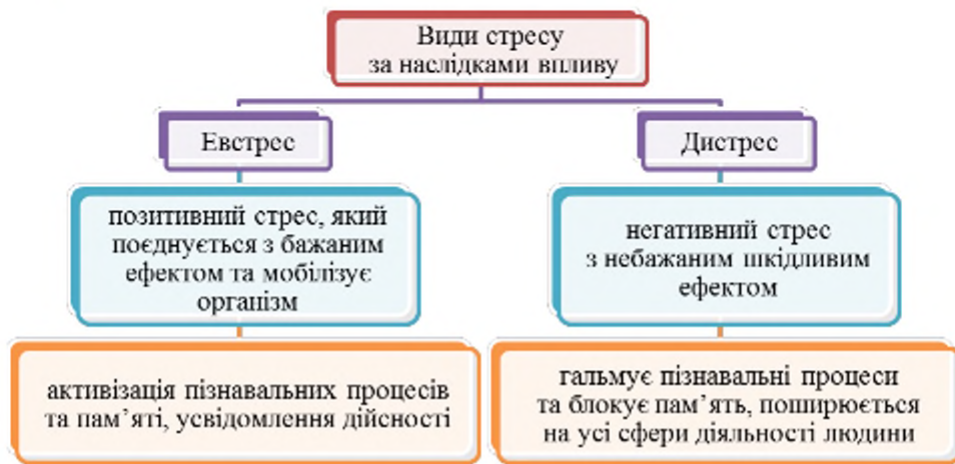 Види стресу
за наслідками впливу
Евстрес
Дистрес
позитивний стрес, який
поєднується з бажаним
ефектом та мобілізує
організм
негативний стрес
з небажаним шкідливим
ефектом
активізація пізнавальних процесів
та пам’яті, усвідомлення дійсності
гальмує пізнавальні процеси
та блокує пам’ять, поширюється
на усі сфери діяльності людини